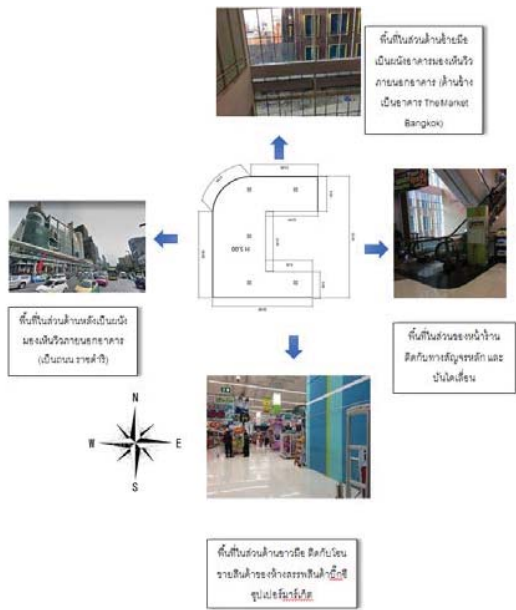 พื้นที่ในส่วนด้านซ้ายมือ
เป็นผนังอาคารมองเห็นวิว
ภายนอกอาคาร (ด้านข้าง
เป็นอาคาร TheMarket
Bangkok)
H 3.00
พื้นที่ในส่วนด้านหลังเป็นผนัง
มองเห็นวิวภายนอกอาคาร
(เป็นถนน ราชดำริ)
พื้นที่ในส่วนของหน้าร้าน
ติดกับทางสัญจรหลัก และ
บันไดเลื่อน
N
W
E
S
พื้นที่ในส่วนด้านขวามือ ติดกับโซน
ขายสินค้าของห้างสรรพสินค้าบิ๊กซี
ซุปเปอร์มาร์เก็ต